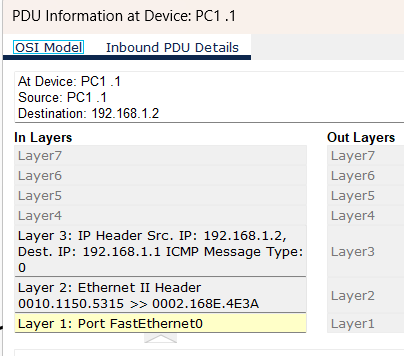 PDU Information at Device: PC1 .1
OSI Model Inbound PDU Details
At Device: PC1 .1
Source: PC1 .1
Destination: 192.168.1.2
In Layers
Layer7
Layer6
Layer5
Layer4
Layer 3: IP Header Src. IP: 192.168.1.2,
Dest. IP: 192.168.1.1 ICMP Message Type:
0
Layer 2: Ethernet II Header
0010.1150.5315 >> 0002.168E.4E3A
Layer 1: Port FastEthernet0
Out Layers
Layer7
Layer6
Layer5
Layer4
Layer3
Layer2
Layer1